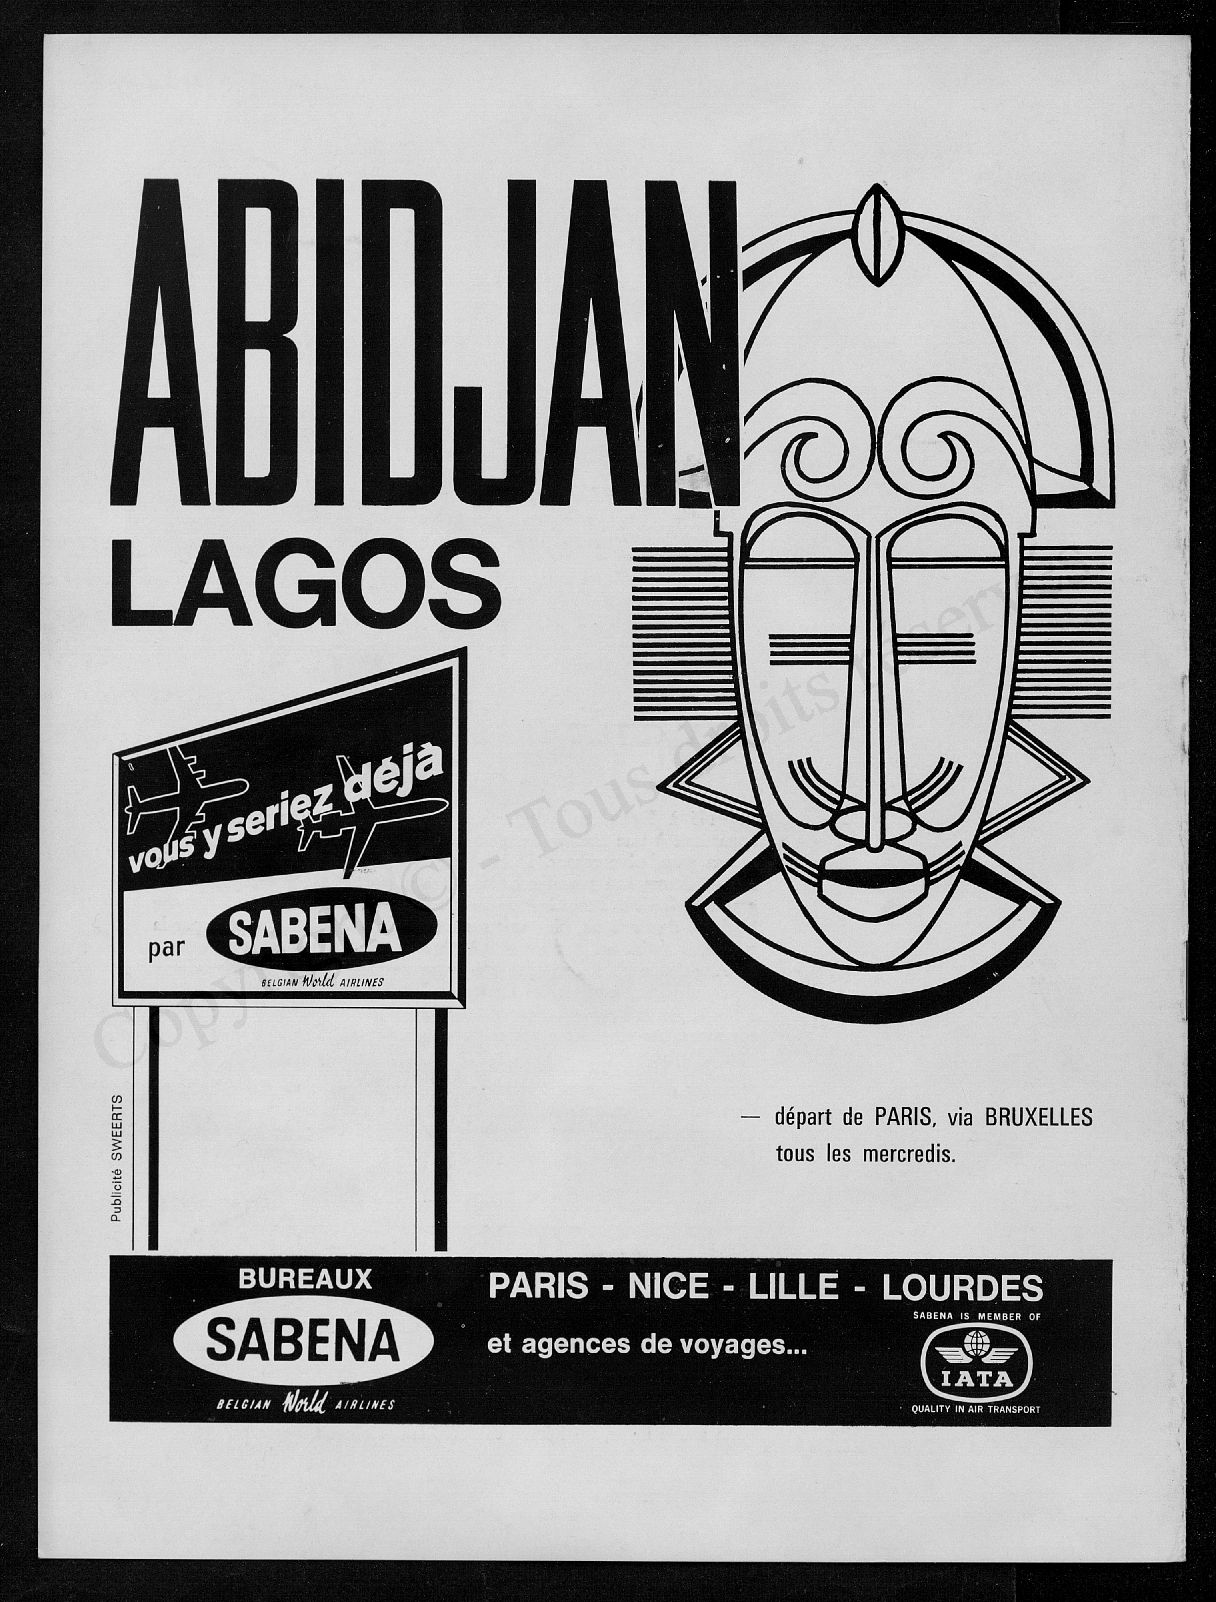 ABIDJAN
LAGOS
vous y seriez déjà
par SABENA
BELGIAN World AIRLINES
Publicité SWEERTS
— départ de PARIS, via BRUXELLES
tous les mercredis.
BUREAUX
SABENA
BELGIAN World AIRLINES
PARIS - NICE - LILLE - LOURDES
et agences de voyages...
SABENA IS MEMBER OF
IATA
QUALITY IN AIR TRANSPORT
© - Tous droits